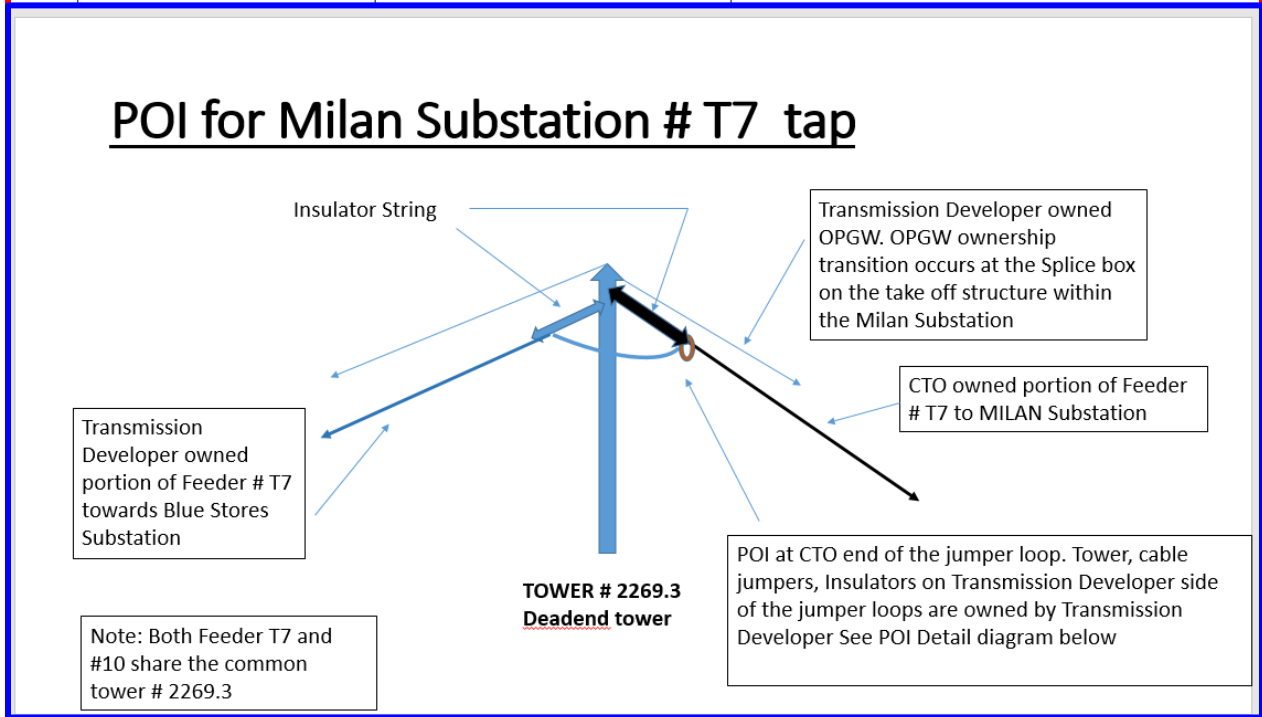 POI for Milan Substation # T7 tap
Insulator String
Transmission Developer owned
OPGW. OPGW ownership
transition occurs at the Splice box
on the take off structure within
the Milan Substation
CTO owned portion of Feeder
# T7 to MILAN Substation
Transmission
Developer owned
portion of Feeder # T7
towards Blue Stores
Substation
POI at CTO end of the jumper loop. Tower, cable
jumpers, Insulators on Transmission Developer side
of the jumper loops are owned by Transmission
Developer See POI Detail diagram below
TOWER # 2269.3
Deadend tower
Note: Both Feeder T7 and
#10 share the common
tower # 2269.3